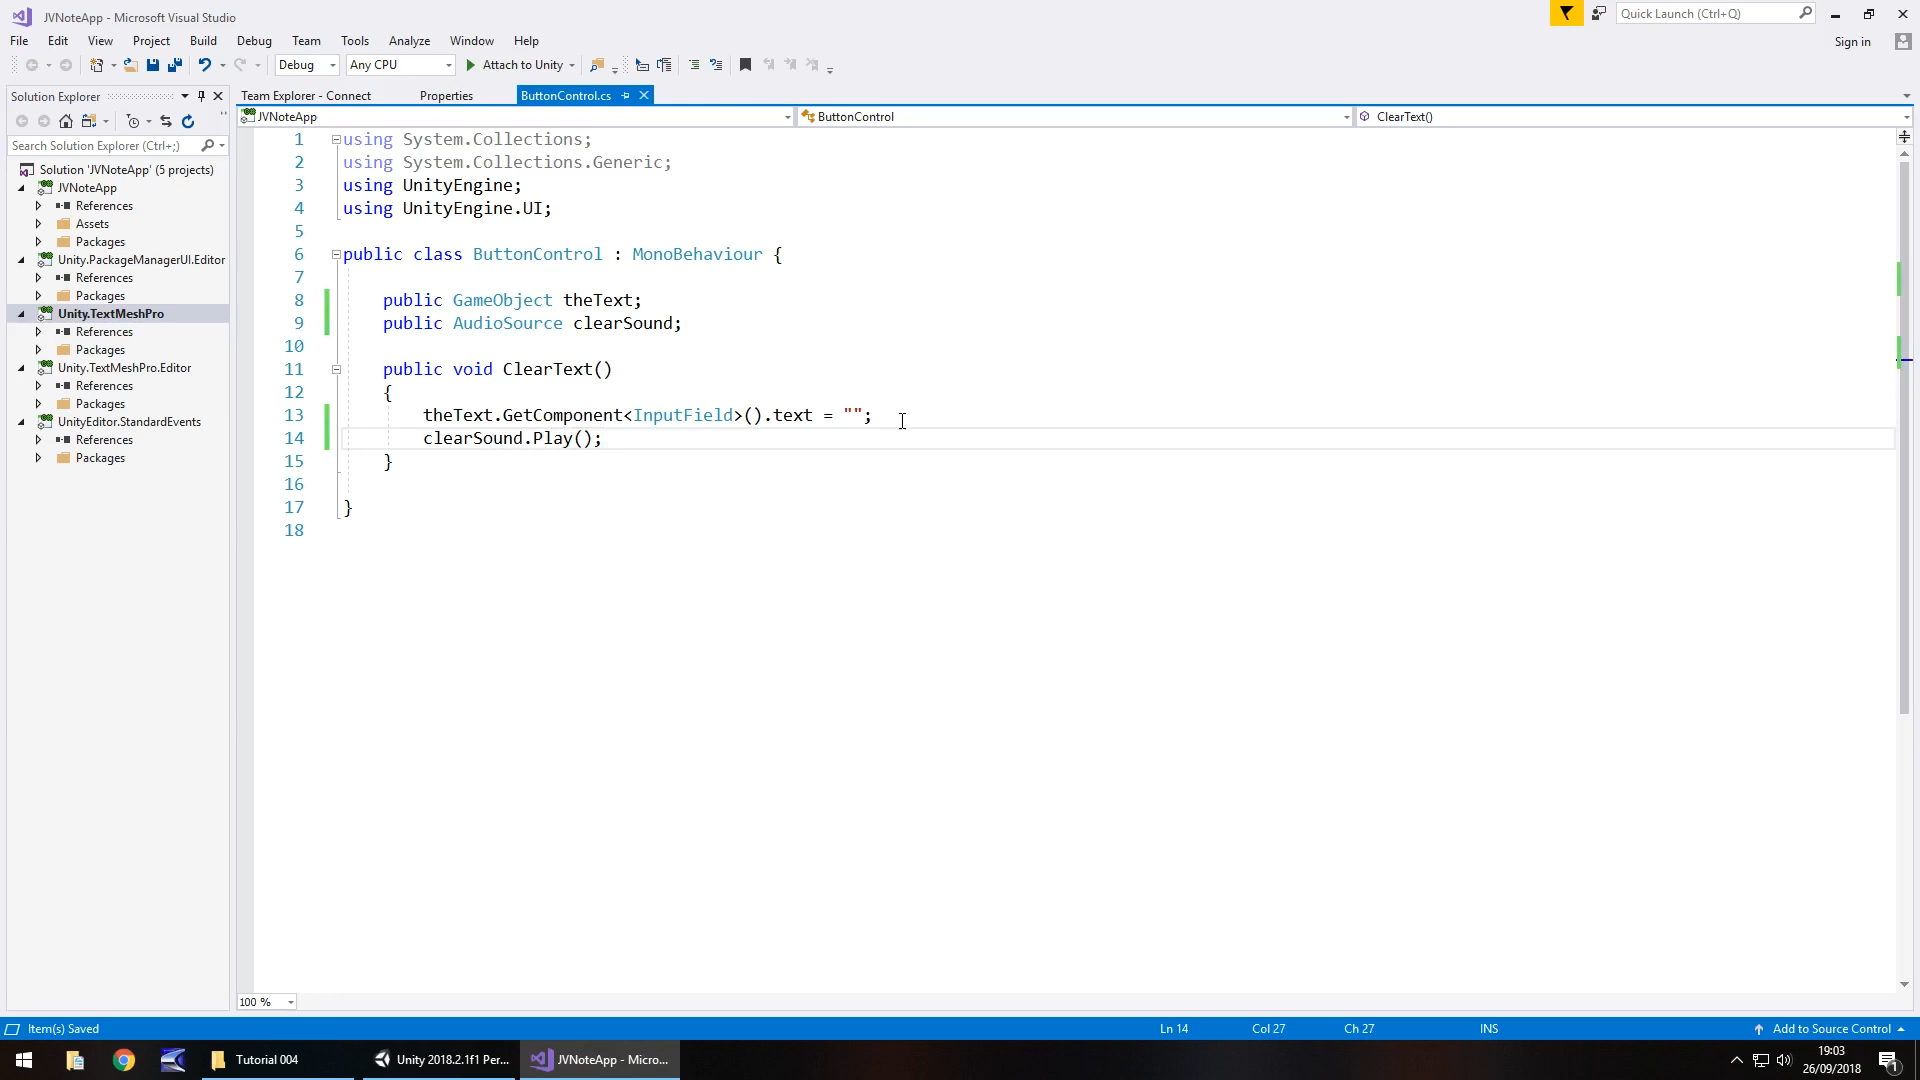 JVNoteApp - Microsoft Visual Studio
Quick Launch (Ctrl+Q)
File Edit View Project Build Debug Team Tools Analyze Window Help
Sign in
Debug Any CPU Attach to Unity
Solution Explorer
Team Explorer - Connect Properties ButtonControl.cs
JVNoteApp ButtonControl ClearText()
Search Solution Explorer (Ctrl+;)
Solution 'JVNoteApp' (5 projects)
JVNoteApp
References
Assets
Packages
Unity.PackageManagerUI.Editor
References
Packages
Unity.TextMeshPro
References
Packages
Unity.TextMeshPro.Editor
References
Packages
UnityEditor.StandardEvents
References
Packages
1 using System.Collections;
2 using System.Collections.Generic;
3 using UnityEngine;
4 using UnityEngine.UI;
5
6 public class ButtonControl : MonoBehaviour {
7
8 public GameObject theText;
9 public AudioSource clearSound;
10
11 public void ClearText()
12 {
13 theText.GetComponent<InputField>().text = "";
14 clearSound.Play();
15 }
16
17 }
18
100 %
Item(s) Saved Ln 14 Col 27 Ch 27 INS Add to Source Control
Tutorial 004 Unity 2018.2.1f1 Per... JVNoteApp - Micro...
19:03
26/09/2018
1